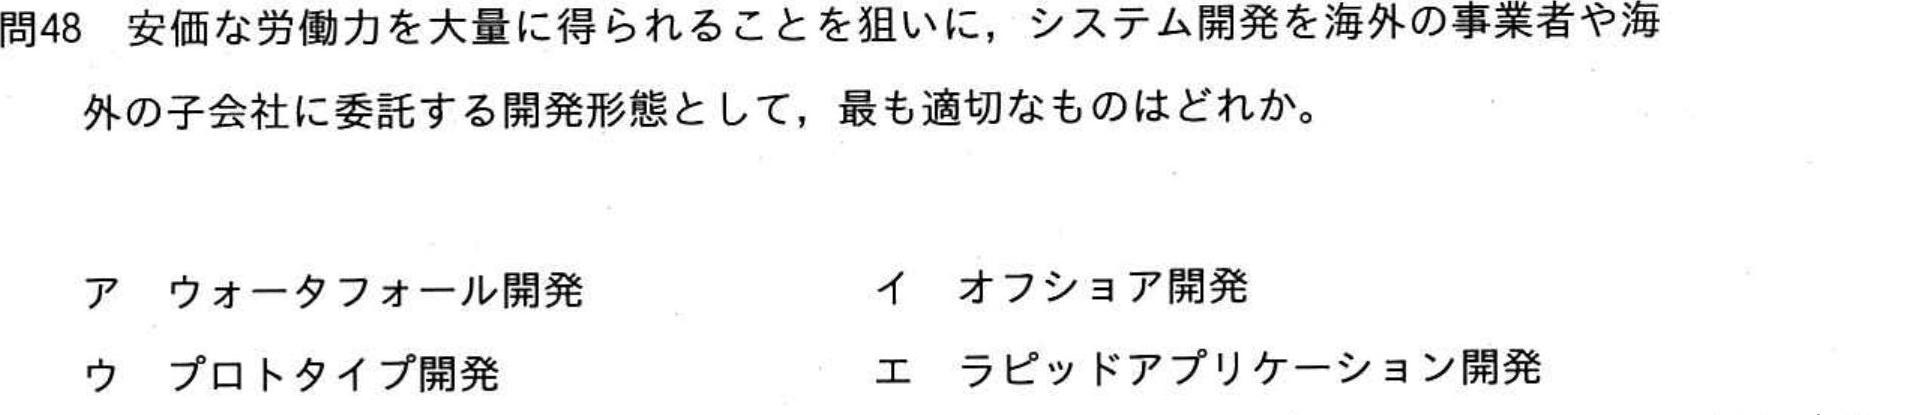 問48 安価な労働力を大量に得られることを狙いに，システム開発を海外の事業者や海
外の子会社に委託する開発形態として，最も適切なものはどれか。
ア ウォータフォール開発 イ オフショア開発
ウ プロトタイプ開発 エ ラピッドアプリケーション開発